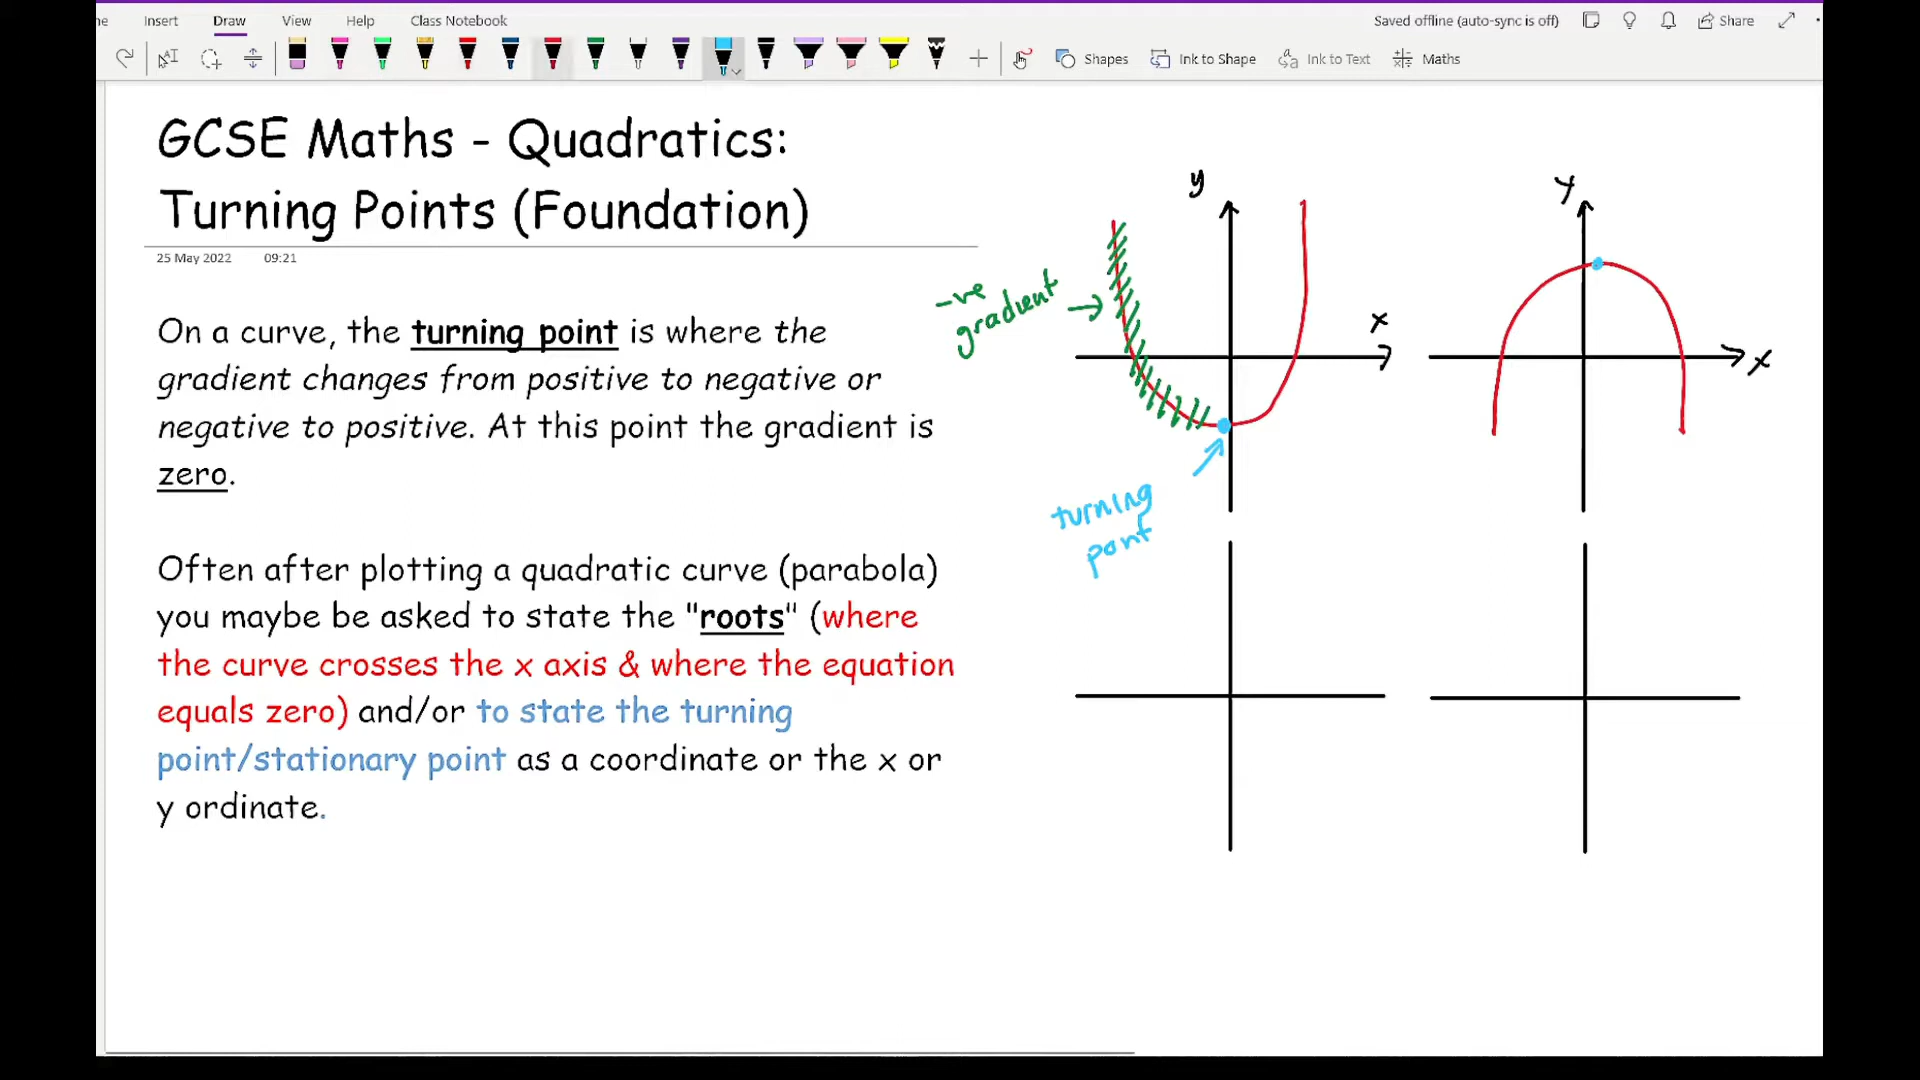 Insert Draw View Help Class Notebook Saved offline (auto-sync is off) Share
Shapes Ink to Shape Ink to Text Maths
GCSE Maths - Quadratics:
Turning Points (Foundation)
25 May 2022 09:21
On a curve, the turning point is where the
gradient changes from positive to negative or
negative to positive. At this point the gradient is
zero.
Often after plotting a quadratic curve (parabola)
you maybe be asked to state the "roots" (where
the curve crosses the x axis & where the equation
equals zero) and/or to state the turning
point/stationary point as a coordinate or the x or
y ordinate.
y
x
-ve
gradient
turning
point
y
x